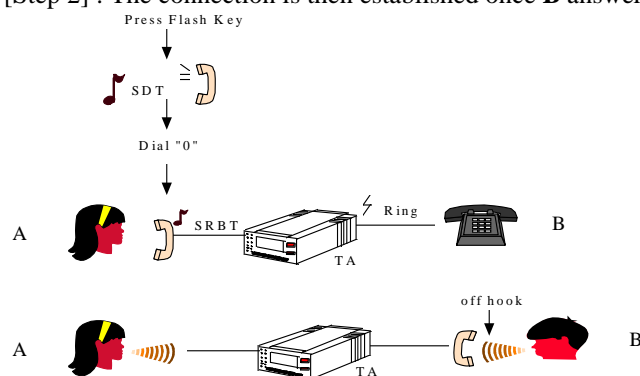 [Step 2] . The connection is then established once B answer
Press Flash Key
SDT
Dial "0"
A
SRBT
TA
Ring
B
off hook
A
TA
B